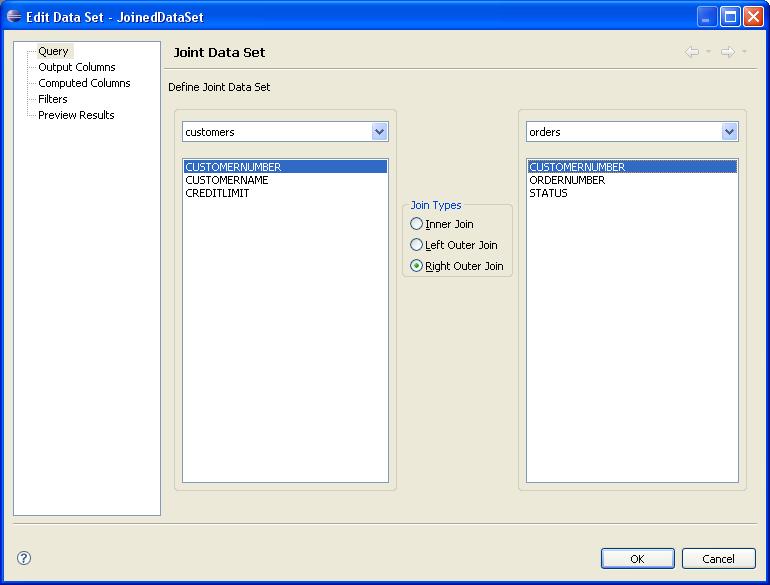 Edit Data Set - JoinedDataSet
Query
Output Columns
Computed Columns
Filters
Preview Results
Joint Data Set
Define Joint Data Set
customers
CUSTOMERNUMBER
CUSTOMERNAME
CREDITLIMIT
Join Types
Inner Join
Left Outer Join
Right Outer Join
orders
CUSTOMERNUMBER
ORDERNUMBER
STATUS
?
OK
Cancel